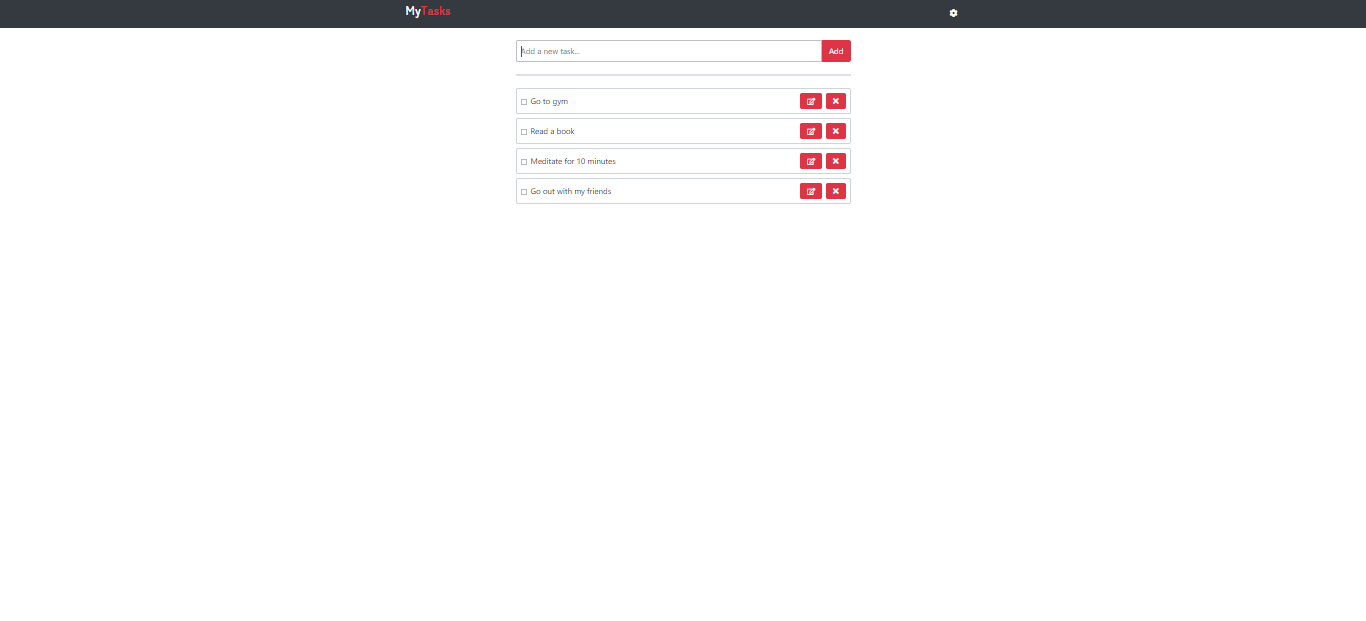 MyTasks
Add a new task...
Add
Go to gym
Read a book
Meditate for 10 minutes
Go out with my friends